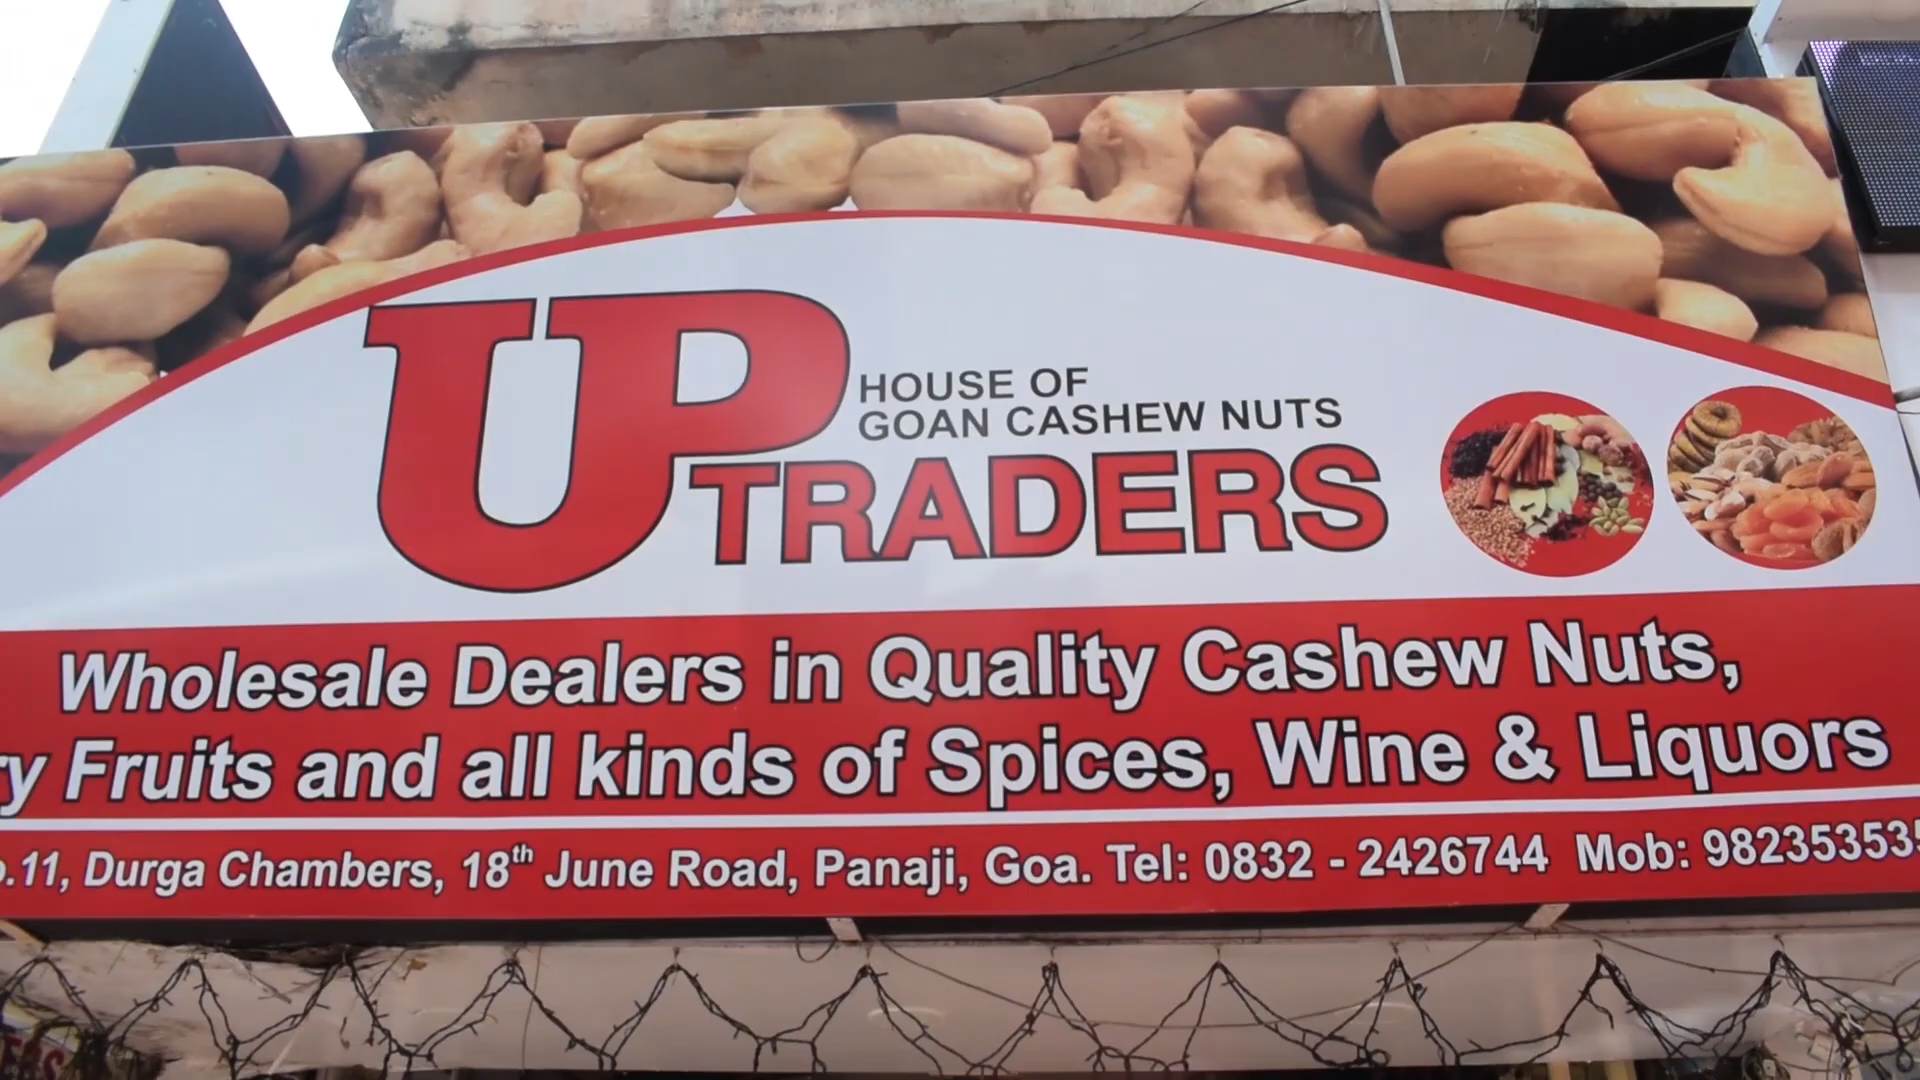 UP
HOUSE OF
GOAN CASHEW NUTS
TRADERS
Wholesale Dealers in Quality Cashew Nuts,
Fruits and all kinds of Spices, Wine & Liquors
.11, Durga Chambers, 18th June Road, Panaji, Goa. Tel: 0832 - 2426744 Mob: 982353535